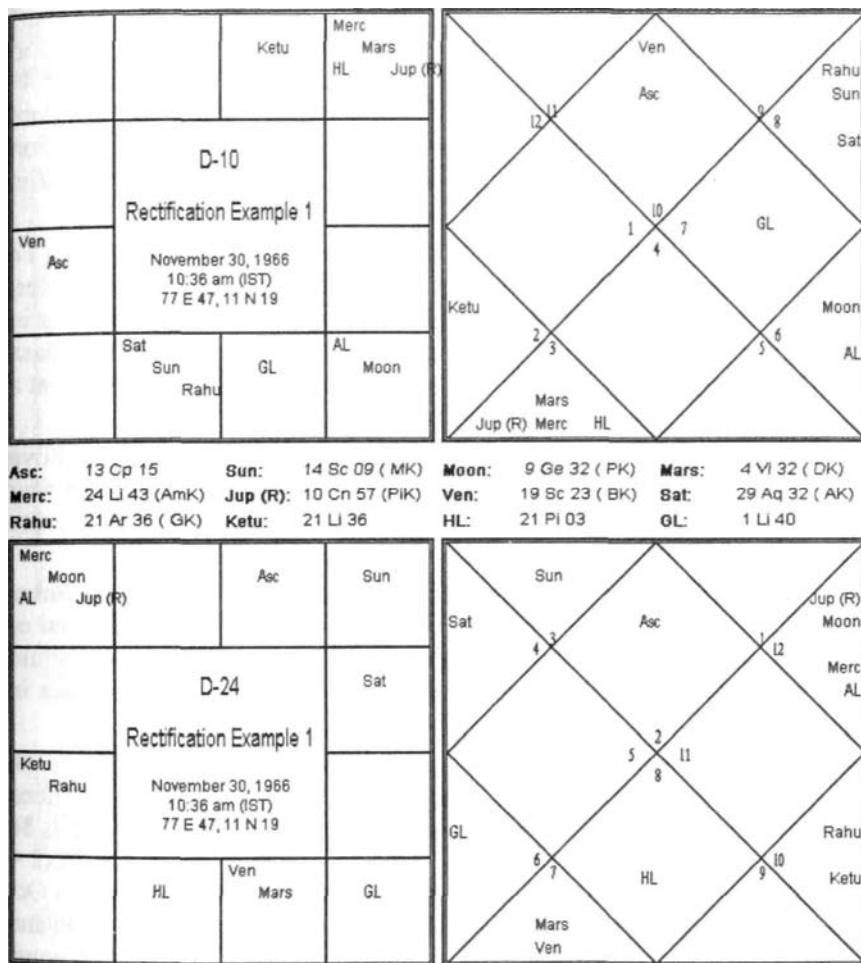 Ketu
Merc
Mars
HL Jup (R)
D-10
Rectification Example 1
November 30, 1966
10:36 am (IST)
77 E 47, 11 N 19
Ven
Asc
Sat
Sun
Rahu
GL
AL
Moon
Ven
Asc
Rahu
Sun
Sat
11
12
9
8
10
1
7
4
GL
Ketu
2
3
Moon
AL
6
5
Mars
Jup (R) Merc HL
Asc: 13 Cp 15 Sun: 14 Sc 09 ( MK) Moon: 9 Ge 32 ( PK) Mars: 4 Vi 32 ( DK)
Merc: 24 Li 43 (AmK) Jup (R): 10 Cn 57 (PiK) Ven: 19 Sc 23 ( BK) Sat: 29 Aq 32 ( AK)
Rahu: 21 Ar 36 ( GK) Ketu: 21 Li 36 HL: 21 Pi 03 GL: 1 Li 40
Merc
Moon
AL Jup (R)
Asc
Sun
D-24
Rectification Example 1
November 30, 1966
10:36 am (IST)
77 E 47, 11 N 19
Sat
Ketu
Rahu
HL
Ven
Mars
GL
Sun
Sat
Asc
3
4
1
12
Jup (R)
Moon
Merc
AL
2
5
11
8
GL
6
7
HL
Rahu
Ketu
10
9
Mars
Ven